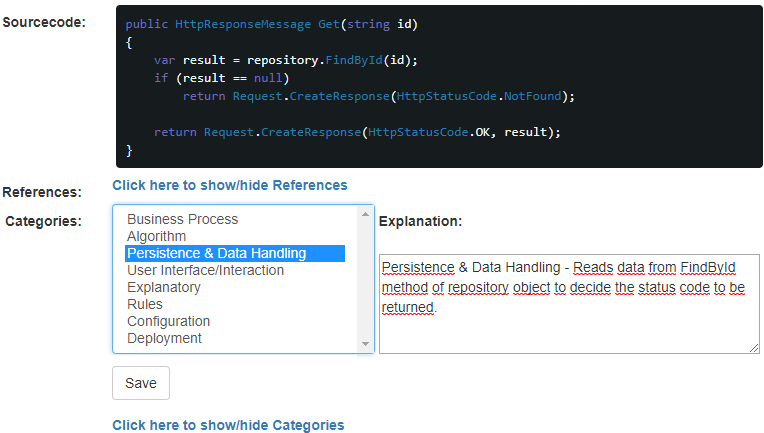 Sourcecode:
public HttpResponseMessage Get(string id)
{
    var result = repository.FindById(id);
    if (result == null)
        return Request.CreateResponse(HttpStatusCode.NotFound);

    return Request.CreateResponse(HttpStatusCode.OK, result);
}
References:
Click here to show/hide References
Categories:
Business Process
Algorithm
Persistence & Data Handling
User Interface/Interaction
Explanatory
Rules
Configuration
Deployment
Explanation:
Persistence & Data Handling - Reads data from FindById
method of repository object to decide the status code to be
returned.
Save
Click here to show/hide Categories